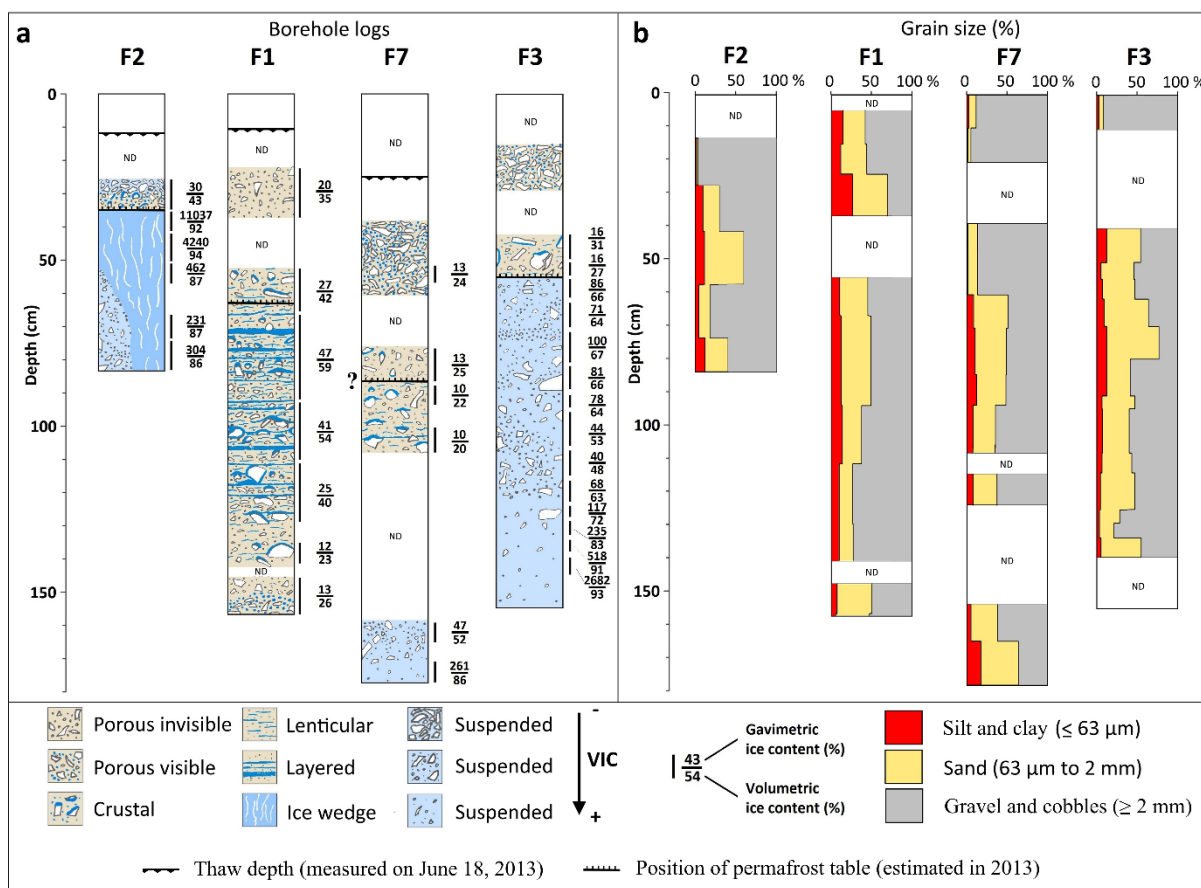 a
Borehole logs
F2 F1 F7 F3
0
50
100
150
Depth (cm)
ND
30
43
11037
92
4240
94
462
87
231
87
304
86
ND
20
35
ND
27
42
47
59
41
54
25
40
12
23
ND
13
26
ND
13
24
ND
?
13
25
10
22
10
20
ND
47
52
261
86
ND
ND
16
31
16
27
86
66
71
64
100
67
81
66
78
64
44
53
40
48
68
63
117
72
235
83
518
91
2682
93
b
Grain size (%)
F2 F1 F7 F3
0 50 100 % 0 50 100 % 0 50 100 % 0 50 100 %
0
50
100
150
Depth (cm)
ND
ND
ND
ND
ND
ND
ND
ND
ND
Porous invisible
Porous visible
Crustal
Lenticular
Layered
Ice wedge
Suspended
Suspended
Suspended
-
VIC
+
43
54
Gavimetric
ice content (%)
Volumetric
ice content (%)
Silt and clay (≤ 63 µm)
Sand (63 µm to 2 mm)
Gravel and cobbles (≥ 2 mm)
Thaw depth (measured on June 18, 2013)
Position of permafrost table (estimated in 2013)